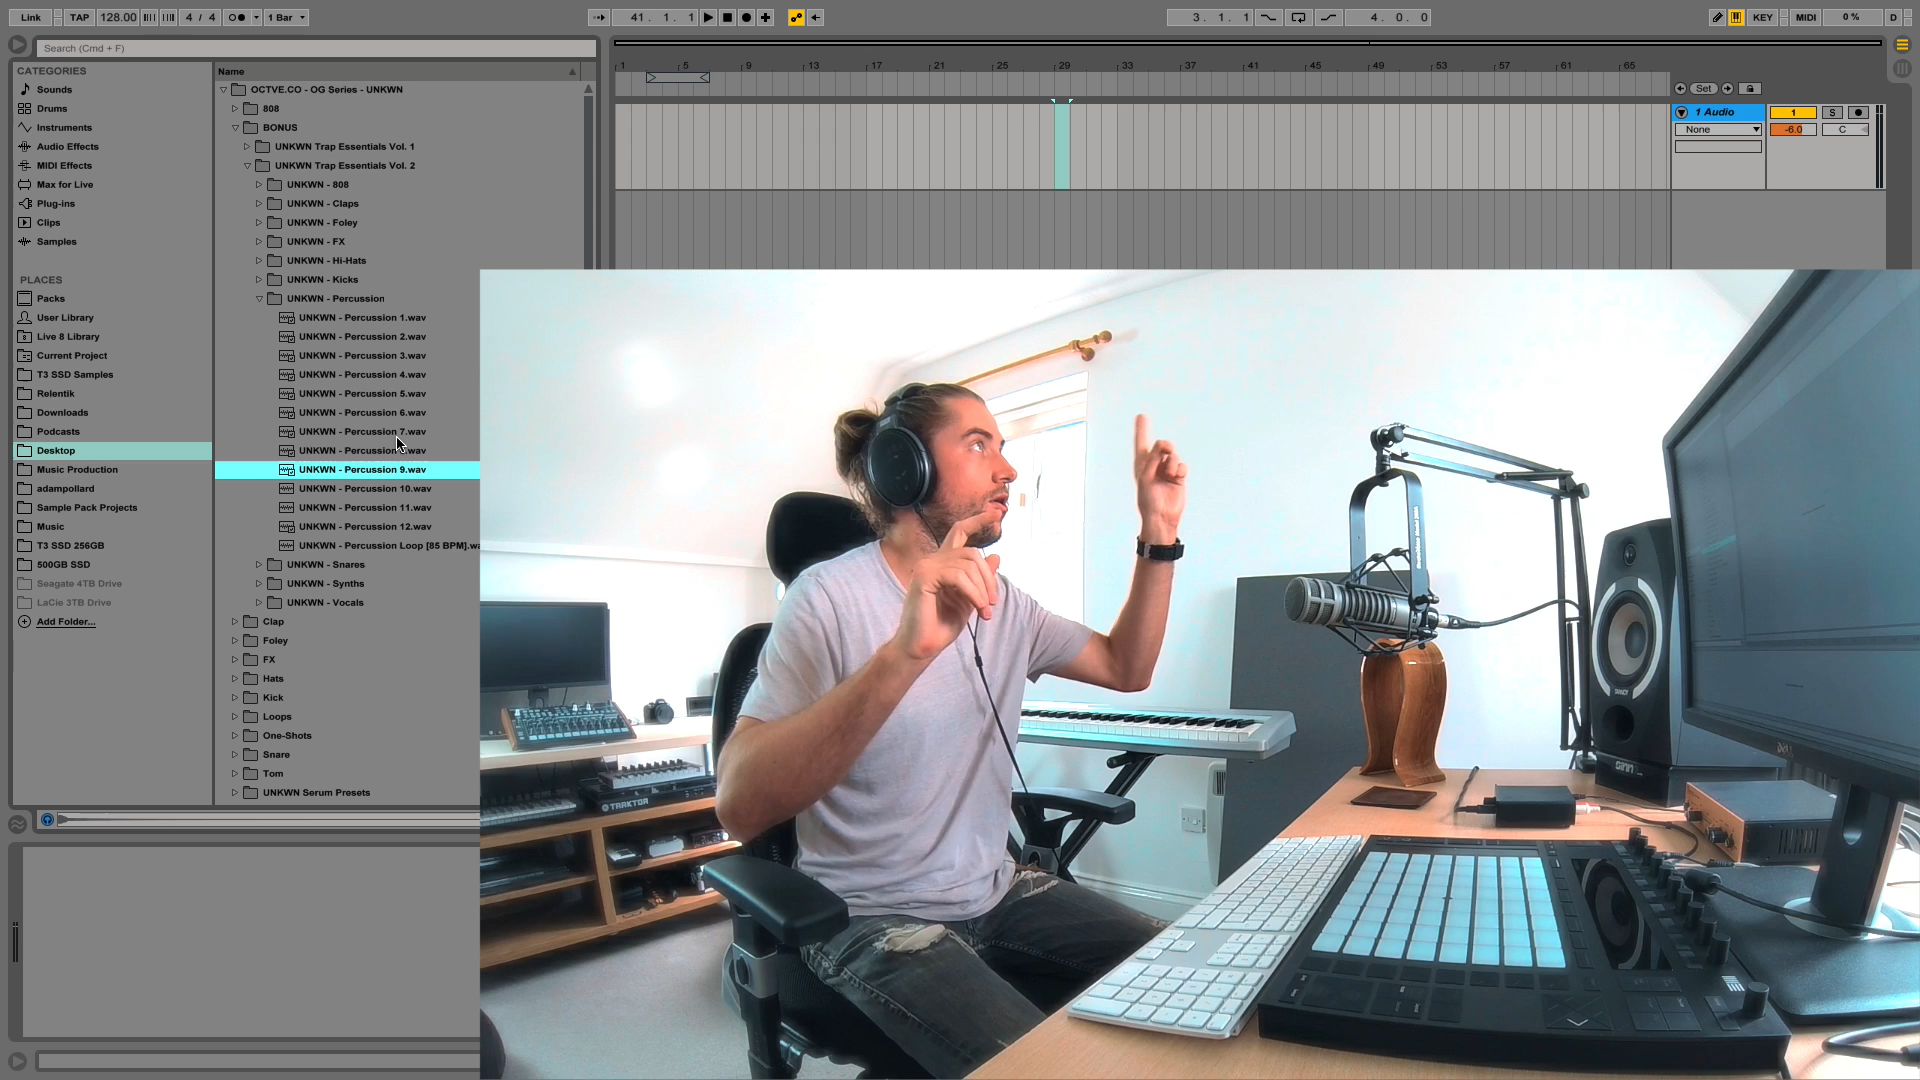 Link TAP 128.00 4 / 4 1 Bar 41 . 1 . 1 3 . 1 . 1 4 . 0 . 0 KEY MIDI 0 % D
Search (Cmd + F)
CATEGORIES
Sounds
Drums
Instruments
Audio Effects
MIDI Effects
Max for Live
Plug-ins
Clips
Samples
PLACES
Packs
User Library
Live 8 Library
Current Project
T3 SSD Samples
Relentik
Downloads
Podcasts
Desktop
Music Production
adampollard
Sample Pack Projects
Music
T3 SSD 256GB
500GB SSD
Seagate 4TB Drive
LaCie 3TB Drive
Add Folder...
Name
OCTVE.CO - OG Series - UNKWN
808
BONUS
UNKWN Trap Essentials Vol. 1
UNKWN Trap Essentials Vol. 2
UNKWN - 808
UNKWN - Claps
UNKWN - Foley
UNKWN - FX
UNKWN - Hi-Hats
UNKWN - Kicks
UNKWN - Percussion
UNKWN - Percussion 1.wav
UNKWN - Percussion 2.wav
UNKWN - Percussion 3.wav
UNKWN - Percussion 4.wav
UNKWN - Percussion 5.wav
UNKWN - Percussion 6.wav
UNKWN - Percussion 7.wav
UNKWN - Percussion .wav
UNKWN - Percussion 9.wav
UNKWN - Percussion 10.wav
UNKWN - Percussion 11.wav
UNKWN - Percussion 12.wav
UNKWN - Percussion Loop [85 BPM].wa
UNKWN - Snares
UNKWN - Synths
UNKWN - Vocals
Clap
Foley
FX
Hats
Kick
Loops
One-Shots
Snare
Tom
UNKWN Serum Presets
1 5 9 13 17 21 25 29 33 37 41 45 49 53 57 61 65
Set
1 Audio 1 S
None -6.0 C
TRAKTOR
TANNOY